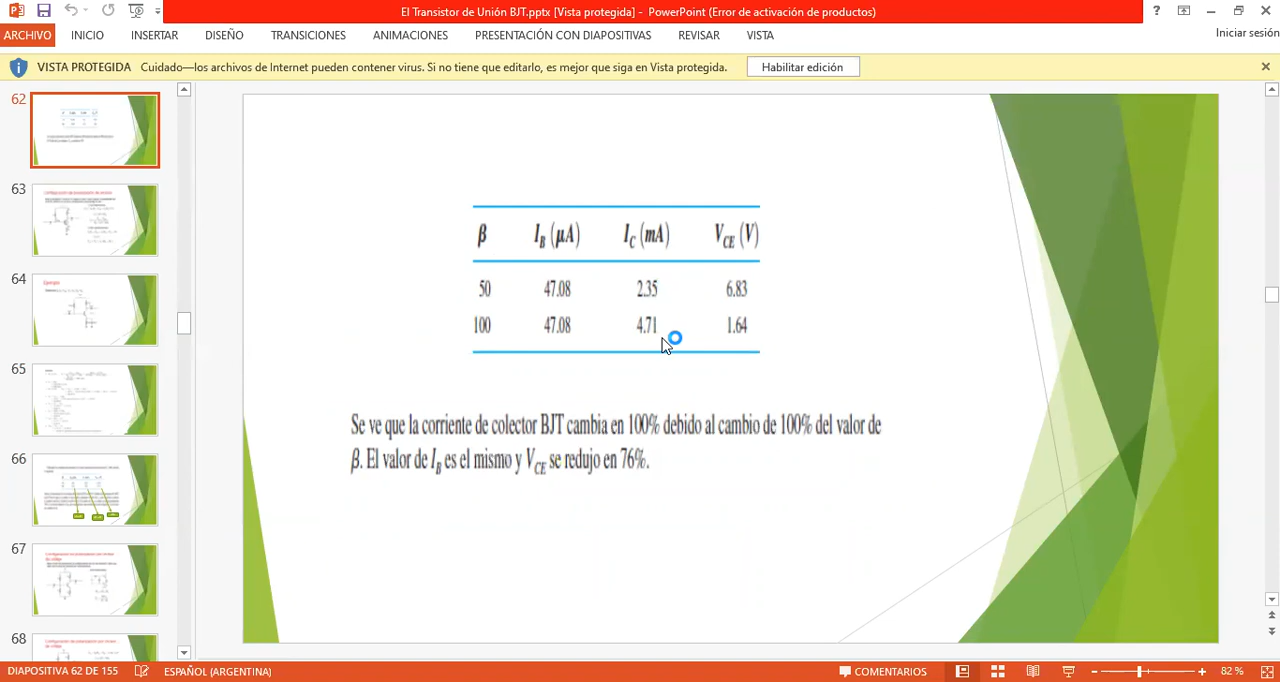 El Transistor de Unión BJT.pptx [Vista protegida] - PowerPoint (Error de activación de productos)
ARCHIVO INICIO INSERTAR DISEÑO TRANSICIONES ANIMACIONES PRESENTACIÓN CON DIAPOSITIVAS REVISAR VISTA Iniciar sesión
VISTA PROTEGIDA Cuidado—los archivos de Internet pueden contener virus. Si no tiene que editarlo, es mejor que siga en Vista protegida. Habilitar edición
62
63
64
Ejemplo
65
66
67
68
β I_B (μA) I_C (mA) V_CE (V)
50 47.08 2.35 6.83
100 47.08 4.71 1.64
Se ve que la corriente de colector BJT cambia en 100% debido al cambio de 100% del valor de
β. El valor de I_B es el mismo y V_CE se redujo en 76%.
DIAPOSITIVA 62 DE 155 ESPAÑOL (ARGENTINA) COMENTARIOS 82 %